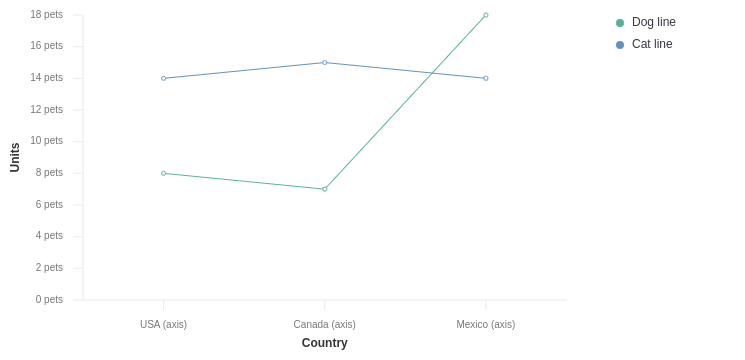 18 pets
16 pets
14 pets
12 pets
10 pets
8 pets
6 pets
4 pets
2 pets
0 pets
Units
USA (axis)
Canada (axis)
Mexico (axis)
Country
Dog line
Cat line